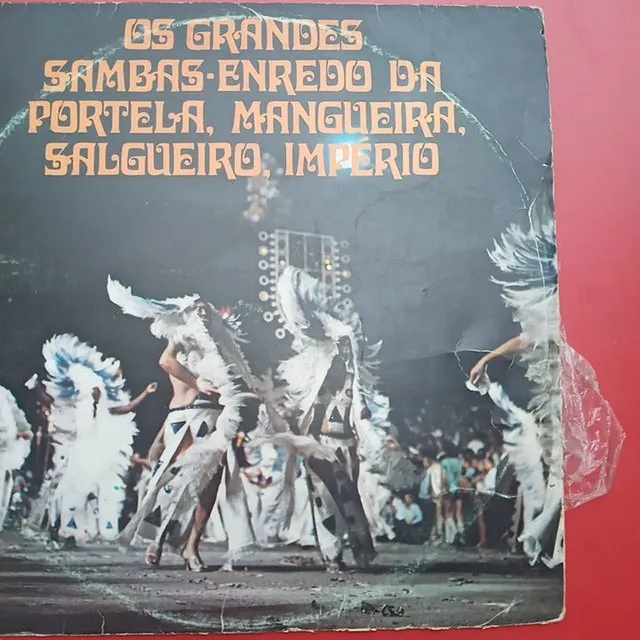 OS GRANDES
SAMBAS-ENREDO DA
PORTELA, MANGUEIRA,
SALGUEIRO, IMPÉRIO